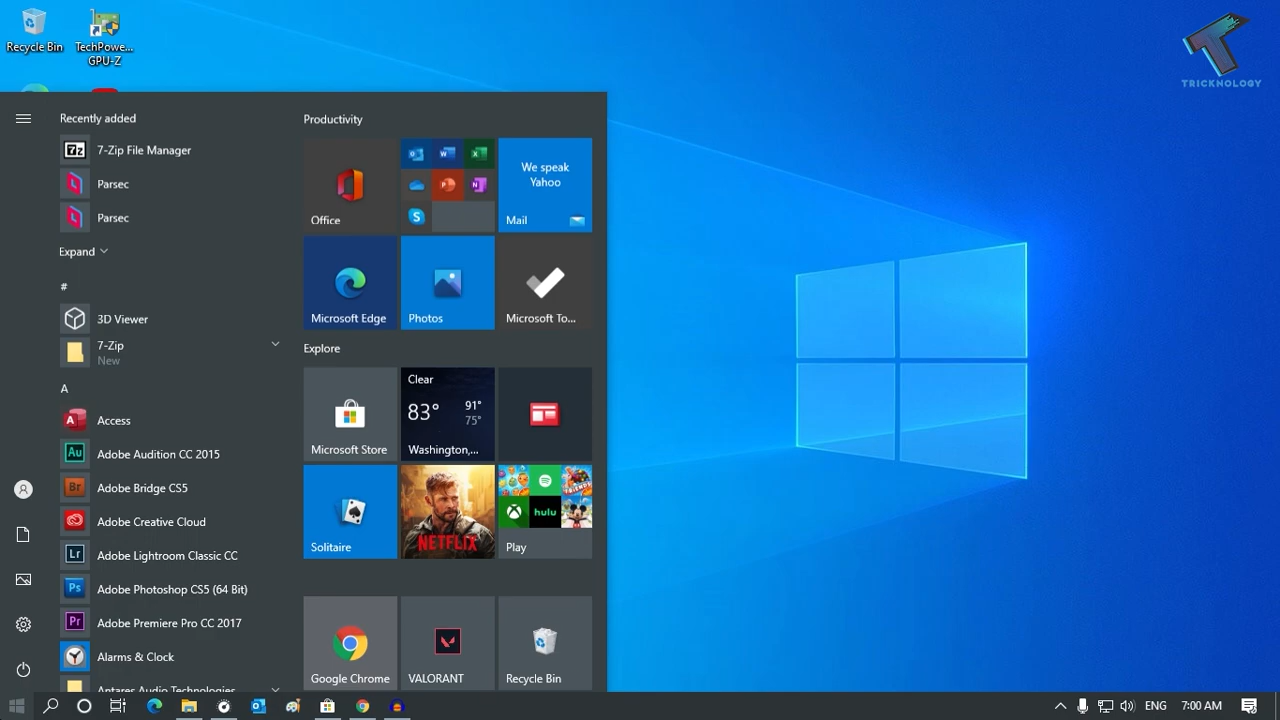 Recycle Bin
TechPowe...
GPU-Z
TRICKNOLOGY
Recently added
7-Zip File Manager
Parsec
Parsec
Expand
#
3D Viewer
7-Zip
New
A
Access
Adobe Audition CC 2015
Adobe Bridge CS5
Adobe Creative Cloud
Adobe Lightroom Classic CC
Adobe Photoshop CS5 (64 Bit)
Adobe Premiere Pro CC 2017
Alarms & Clock
Antares Audio Technologies
Productivity
Office
We speak
Yahoo
Mail
Microsoft Edge
Photos
Microsoft To...
Explore
Microsoft Store
Clear
83°
91°
75°
Washington,...
Solitaire
NETFLIX
hulu
Play
Google Chrome
VALORANT
Recycle Bin
ENG
7:00 AM